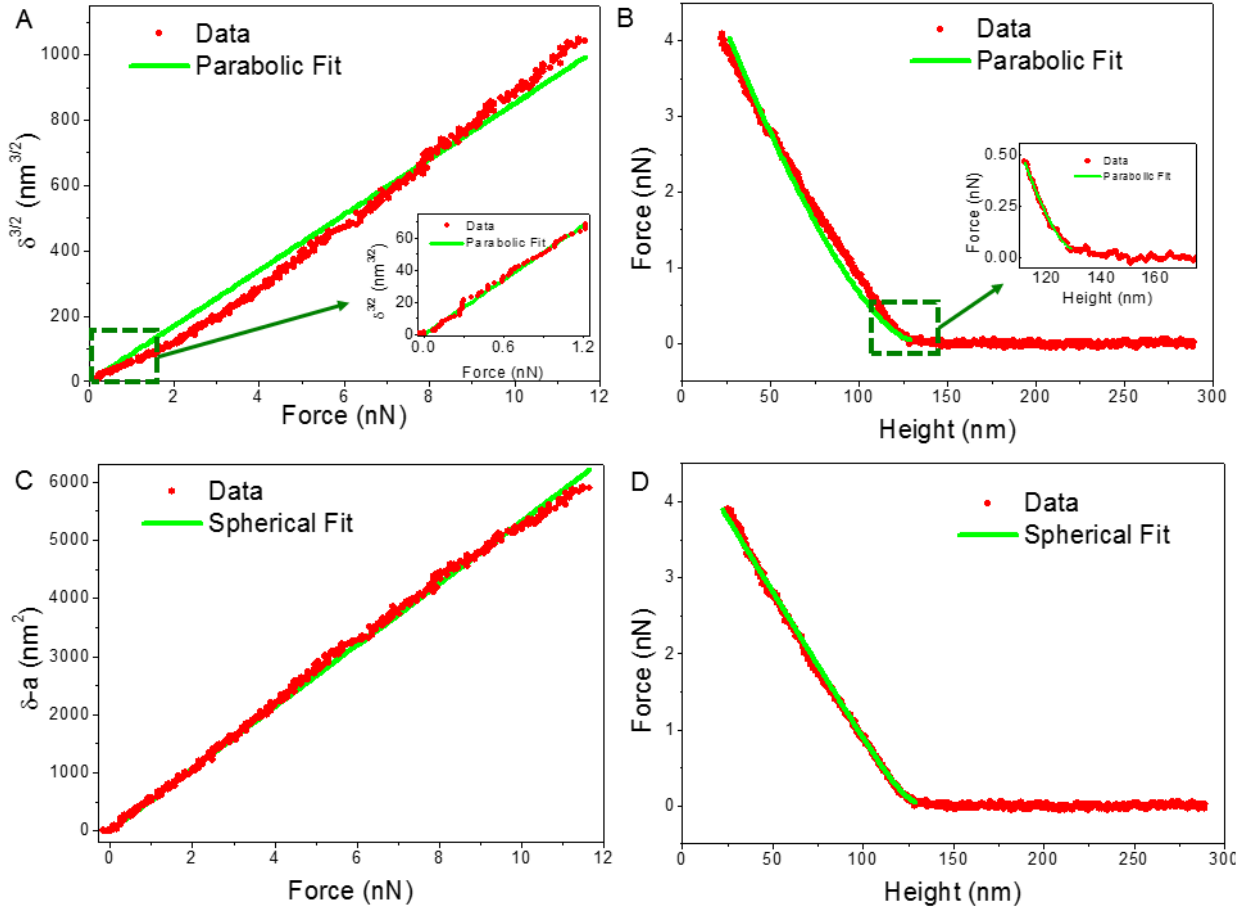 A
Data
Parabolic Fit
1000
800
600
400
200
0
δ3/2 (nm3/2)
0
2
4
6
8
10
12
Force (nN)
Data
Parabolic Fit
60
40
20
0
δ3/2 (nm3/2)
0.0
0.6
1.2
Force (nN)
B
Data
Parabolic Fit
4
3
2
1
0
Force (nN)
0
50
100
150
200
250
300
Height (nm)
Data
Parabolic Fit
0.50
0.25
0.00
Force (nN)
120
140
160
Height (nm)
C
Data
Spherical Fit
6000
5000
4000
3000
2000
1000
0
δ-a (nm2)
0
2
4
6
8
10
12
Force (nN)
D
Data
Spherical Fit
4
3
2
1
0
Force (nN)
0
50
100
150
200
250
300
Height (nm)